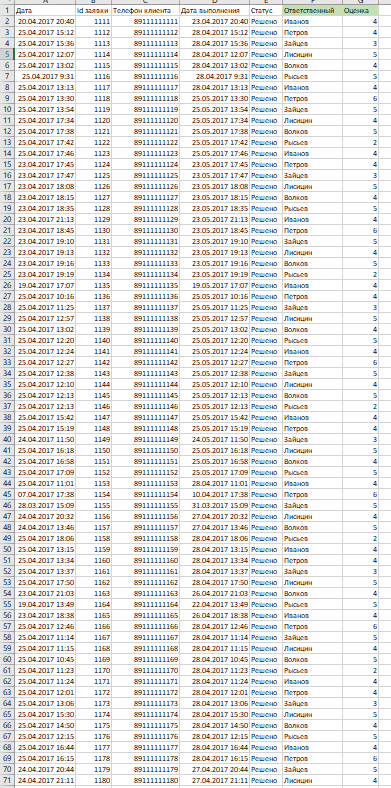 A B C D E F G
1 Дата Id заявки Телефон клиента Дата выполнения Статус Ответственный Оценка
2 20.04.2017 20:40 1111 89111111111 23.04.2017 20:40 Решено Иванов 4
3 25.04.2017 15:12 1112 89111111112 28.04.2017 15:12 Решено Петров 4
4 25.04.2017 15:36 1113 89111111113 28.04.2017 15:36 Решено Зайцев 3
5 25.04.2017 12:07 1114 89111111114 28.04.2017 12:07 Решено Лисицин 5
6 25.04.2017 13:02 1115 89111111115 28.04.2017 13:02 Решено Волков 5
7 25.04.2017 9:31 1116 89111111116 28.04.2017 9:31 Решено Рысьев 5
8 25.04.2017 13:13 1117 89111111117 28.04.2017 13:13 Решено Иванов 4
9 25.04.2017 13:30 1118 89111111118 25.05.2017 13:30 Решено Петров 6
10 25.04.2017 13:54 1119 89111111119 25.05.2017 13:54 Решено Зайцев 5
11 25.04.2017 17:34 1120 89111111120 25.05.2017 17:34 Решено Лисицин 4
12 25.04.2017 17:38 1121 89111111121 25.05.2017 17:38 Решено Волков 5
13 25.04.2017 17:42 1122 89111111122 25.05.2017 17:42 Решено Рысьев 2
14 25.04.2017 17:46 1123 89111111123 25.05.2017 17:46 Решено Иванов 4
15 25.04.2017 17:45 1124 89111111124 25.05.2017 17:45 Решено Петров 4
16 25.04.2017 17:47 1125 89111111125 25.05.2017 17:47 Решено Зайцев 3
17 23.04.2017 18:08 1126 89111111126 23.05.2017 18:08 Решено Лисицин 5
18 23.04.2017 18:15 1127 89111111127 23.05.2017 18:15 Решено Волков 4
19 23.04.2017 18:35 1128 89111111128 23.05.2017 18:35 Решено Рысьев 5
20 23.04.2017 21:13 1129 89111111129 23.05.2017 21:13 Решено Иванов 4
21 23.04.2017 18:45 1130 89111111130 23.05.2017 18:45 Решено Петров 6
22 23.04.2017 19:10 1131 89111111131 23.05.2017 19:10 Решено Зайцев 5
23 23.04.2017 19:13 1132 89111111132 23.05.2017 19:13 Решено Лисицин 4
24 23.04.2017 19:16 1133 89111111133 23.05.2017 19:16 Решено Волков 5
25 23.04.2017 19:19 1134 89111111134 23.05.2017 19:19 Решено Рысьев 2
26 19.04.2017 17:07 1135 89111111135 19.05.2017 17:07 Решено Иванов 4
27 25.04.2017 10:16 1136 89111111136 25.05.2017 10:16 Решено Петров 4
28 25.04.2017 11:25 1137 89111111137 25.05.2017 11:25 Решено Зайцев 3
29 25.04.2017 12:57 1138 89111111138 25.05.2017 12:57 Решено Лисицин 5
30 25.04.2017 13:02 1139 89111111139 25.05.2017 13:02 Решено Волков 4
31 25.04.2017 12:20 1140 89111111140 25.05.2017 12:20 Решено Рысьев 5
32 25.04.2017 12:24 1141 89111111141 25.05.2017 12:24 Решено Иванов 4
33 25.04.2017 12:27 1142 89111111142 25.05.2017 12:27 Решено Петров 6
34 25.04.2017 12:38 1143 89111111143 25.05.2017 12:38 Решено Зайцев 5
35 25.04.2017 12:10 1144 89111111144 25.05.2017 12:10 Решено Лисицин 4
36 25.04.2017 12:13 1145 89111111145 25.05.2017 12:13 Решено Волков 5
37 25.04.2017 12:13 1146 89111111146 25.05.2017 12:13 Решено Рысьев 2
38 25.04.2017 15:42 1147 89111111147 25.05.2017 15:42 Решено Иванов 4
39 25.04.2017 15:19 1148 89111111148 25.05.2017 15:19 Решено Петров 4
40 24.04.2017 11:50 1149 89111111149 24.05.2017 11:50 Решено Зайцев 3
41 25.04.2017 16:18 1150 89111111150 25.05.2017 16:18 Решено Лисицин 5
42 25.04.2017 16:58 1151 89111111151 25.05.2017 16:58 Решено Волков 4
43 25.04.2017 17:09 1152 89111111152 25.05.2017 17:09 Решено Рысьев 5
44 25.04.2017 11:01 1153 89111111153 28.04.2017 11:01 Решено Иванов 4
45 07.04.2017 17:38 1154 89111111154 10.04.2017 17:38 Решено Петров 6
46 28.03.2017 15:09 1155 89111111155 31.03.2017 15:09 Решено Зайцев 5
47 24.04.2017 20:32 1156 89111111156 27.04.2017 20:32 Решено Лисицин 4
48 24.04.2017 13:46 1157 89111111157 27.04.2017 13:46 Решено Волков 5
49 25.04.2017 18:06 1158 89111111158 28.04.2017 18:06 Решено Рысьев 2
50 25.04.2017 13:15 1159 89111111159 28.04.2017 13:15 Решено Иванов 4
51 25.04.2017 13:34 1160 89111111160 28.04.2017 13:34 Решено Петров 4
52 25.04.2017 13:37 1161 89111111161 28.04.2017 13:37 Решено Зайцев 3
53 25.04.2017 17:50 1162 89111111162 28.04.2017 17:50 Решено Лисицин 5
54 23.04.2017 21:03 1163 89111111163 26.04.2017 21:03 Решено Волков 4
55 19.04.2017 13:49 1164 89111111164 22.04.2017 13:49 Решено Рысьев 5
56 23.04.2017 18:38 1165 89111111165 26.04.2017 18:38 Решено Иванов 4
57 25.04.2017 12:46 1166 89111111166 28.04.2017 12:46 Решено Петров 6
58 25.04.2017 11:14 1167 89111111167 28.04.2017 11:14 Решено Зайцев 5
59 25.04.2017 11:15 1168 89111111168 28.04.2017 11:15 Решено Лисицин 4
60 25.04.2017 10:45 1169 89111111169 28.04.2017 10:45 Решено Волков 5
61 25.04.2017 11:23 1170 89111111170 28.04.2017 11:23 Решено Рысьев 2
62 25.04.2017 11:24 1171 89111111171 28.04.2017 11:24 Решено Иванов 4
63 25.04.2017 12:01 1172 89111111172 28.04.2017 12:01 Решено Петров 4
64 25.04.2017 13:06 1173 89111111173 28.04.2017 13:06 Решено Зайцев 3
65 25.04.2017 15:30 1174 89111111174 28.04.2017 15:30 Решено Лисицин 5
66 25.04.2017 14:50 1175 89111111175 28.04.2017 14:50 Решено Волков 4
67 25.04.2017 12:15 1176 89111111176 28.04.2017 12:15 Решено Рысьев 5
68 25.04.2017 16:44 1177 89111111177 28.04.2017 16:44 Решено Иванов 4
69 25.04.2017 16:15 1178 89111111178 28.04.2017 16:15 Решено Петров 6
70 24.04.2017 20:44 1179 89111111179 27.04.2017 20:44 Решено Зайцев 5
71 24.04.2017 21:11 1180 89111111180 27.04.2017 21:11 Решено Лисицин 4